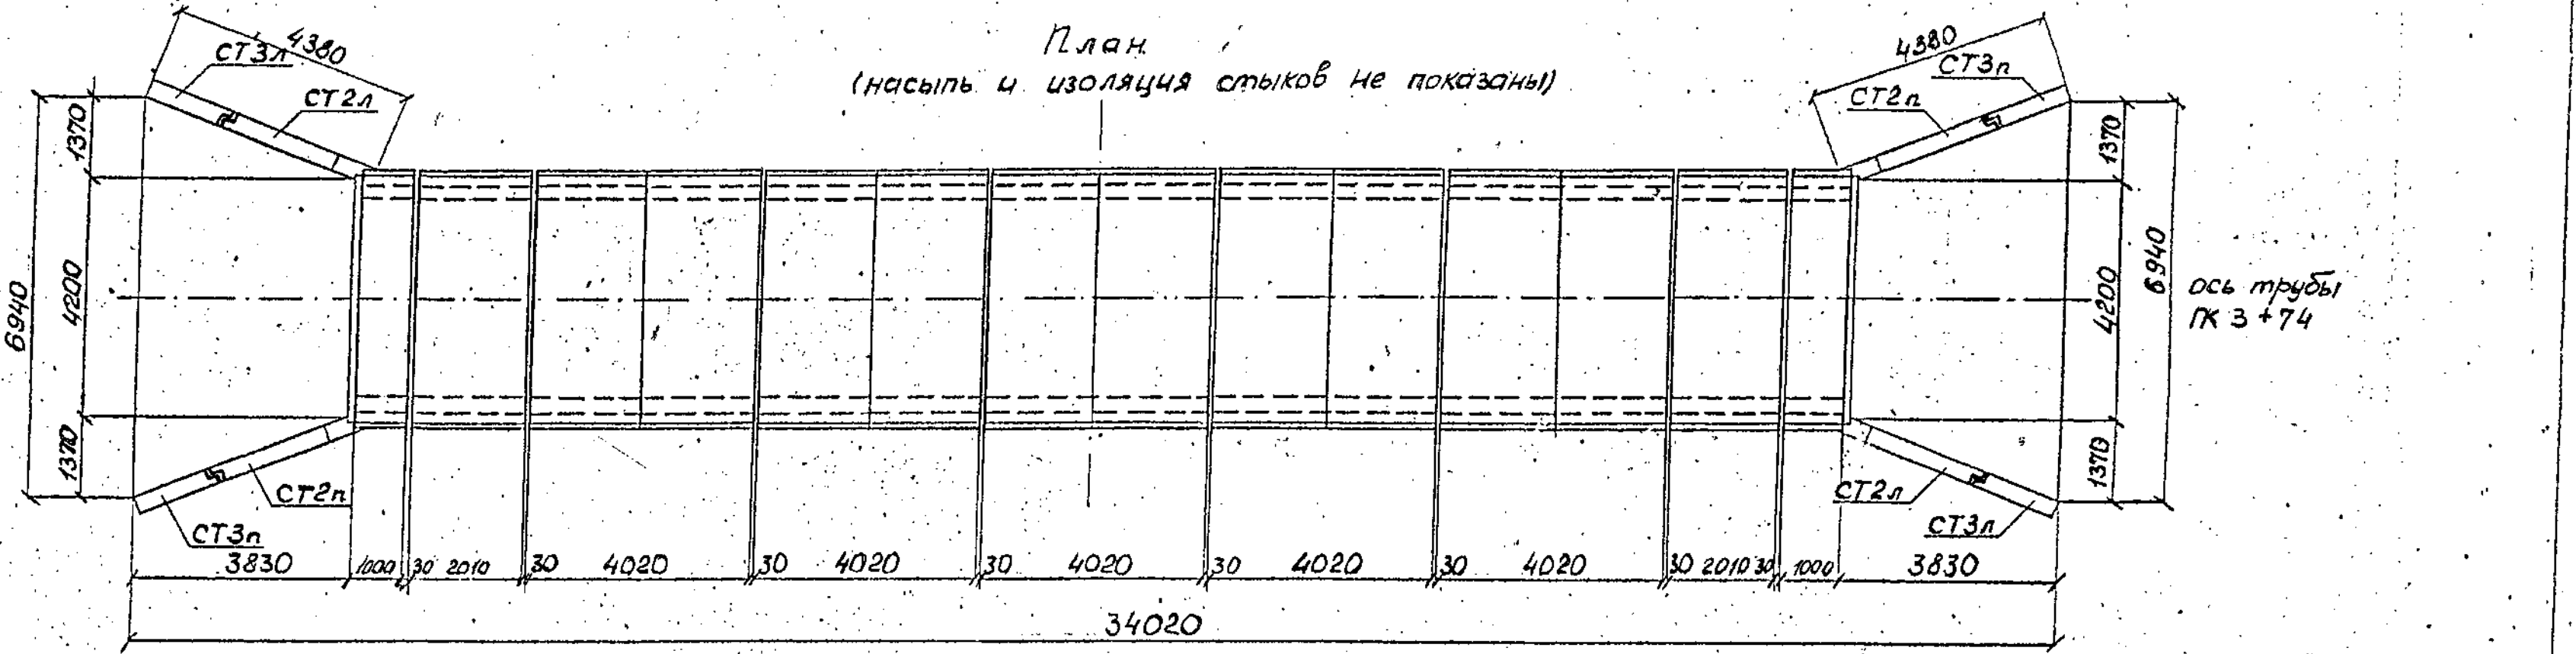 План
(насыпь и изоляция стыков не показаны)
4380
СТ3л
СТ2л
4380
СТ3п
СТ2п
1370
4200
1370
6940
1370
4200
1370
6940
ось трубы
ПК 3+74
СТ2п
СТ3п
СТ2л
СТ3л
3830 1000 30 2010 30 4020 30 4020 30 4020 30 4020 30 4020 30 2010 30 1000 3830
34020